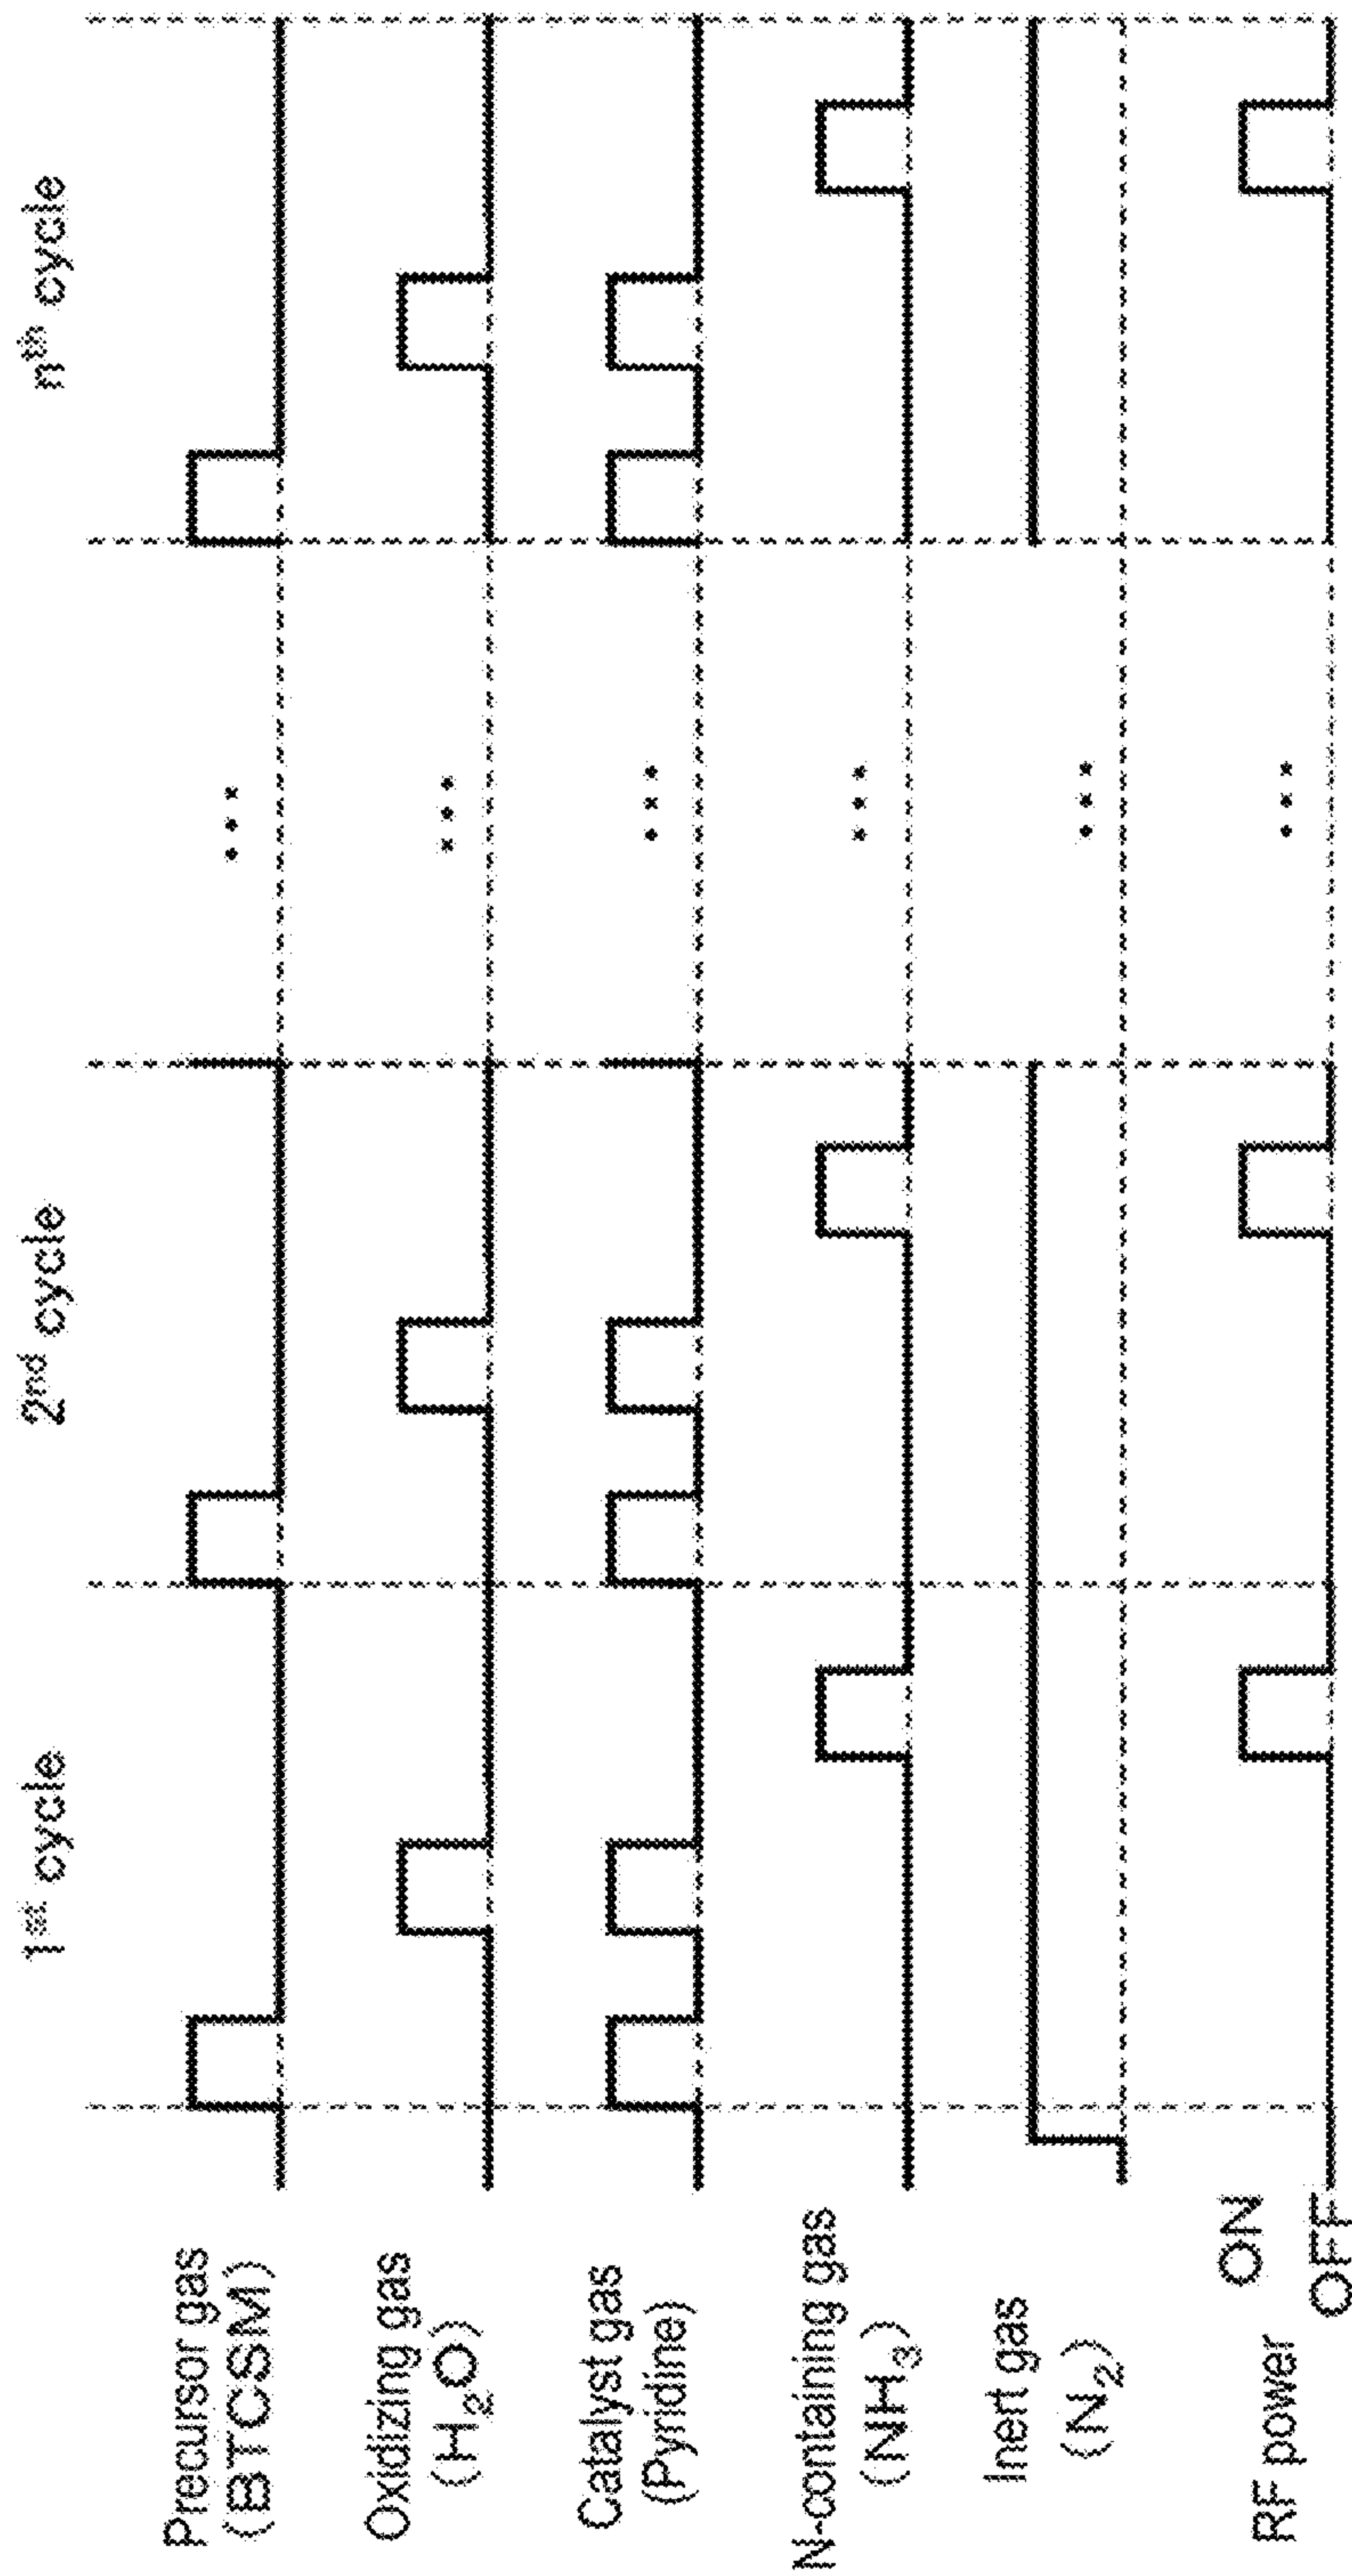 1st cycle
2nd cycle
nth cycle
Precursor gas
(BTCSM)
Oxidizing gas
(H₂O)
Catalyst gas
(Pyridine)
N-containing gas
(NH₃)
Inert gas
(N₂)
RF power
ON
OFF